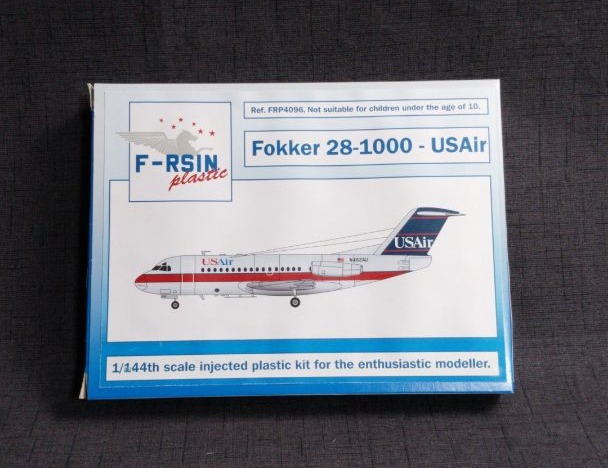 Ref. FRP4096. Not suitable for children under the age of 10.
F-RSIN
plastic
Fokker 28-1000 - USAir
USAir
USAir
N462AU
1/144th scale injected plastic kit for the enthusiastic modeller.